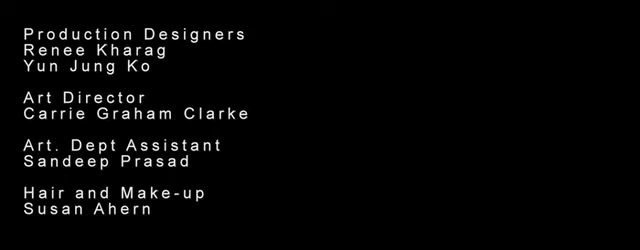 Production Designers
Renee Kharag
Yun Jung Ko
Art Director
Carrie Graham Clarke
Art. Dept Assistant
Sandeep Prasad
Hair and Make-up
Susan Ahern